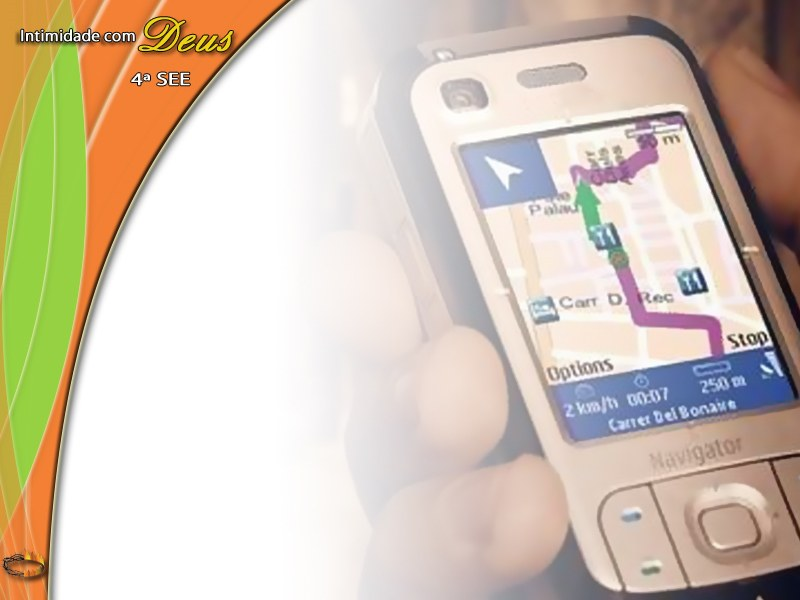 Intimidade com Deus
4ª SEE
m
Palau
Carr D. Rec
Stop
Options
2 km/h 00:07 250 m
Carrer Del Bonaire
Navigator